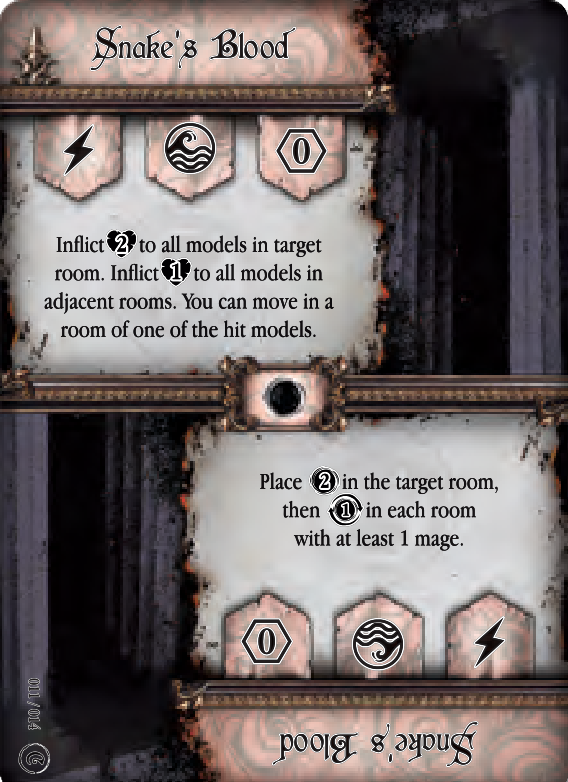 Snake's Blood
0
Inflict 2 to all models in target
room. Inflict 1 to all models in
adjacent rooms. You can move in a
room of one of the hit models.
Place 2 in the target room,
then 1 in each room
with at least 1 mage.
0
Snake's Blood
011 / 014